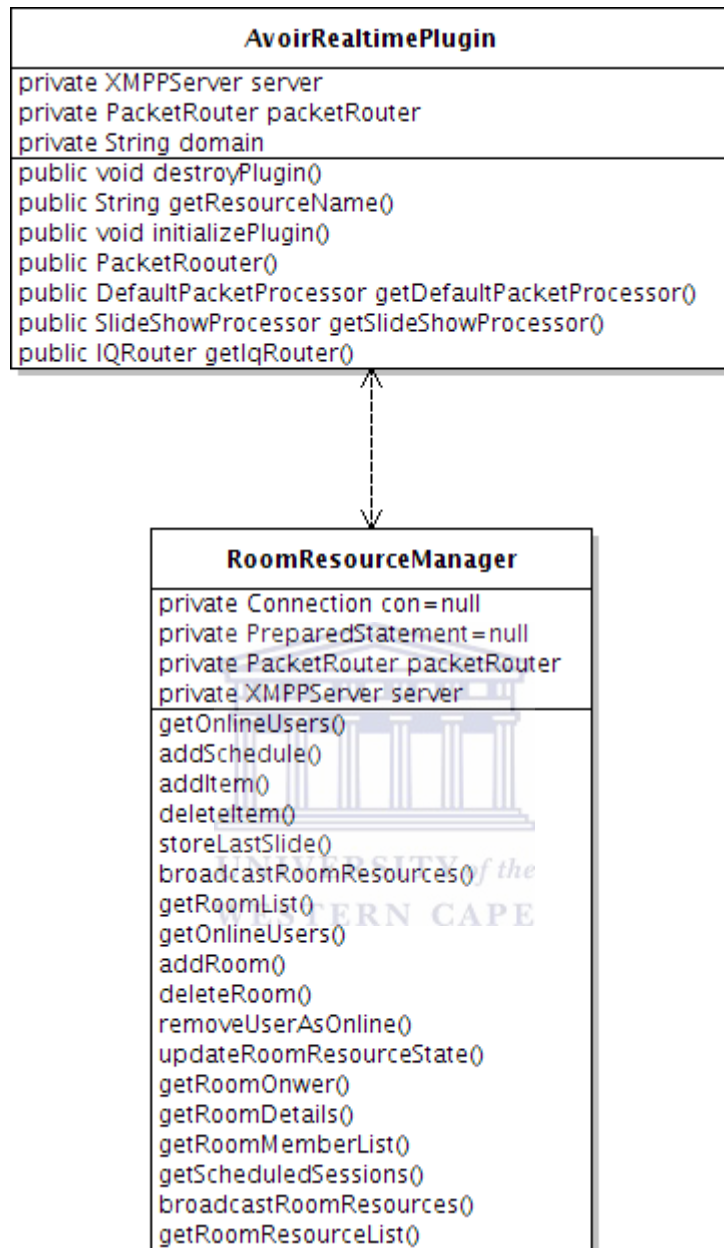 AvoirRealtimePlugin
private XMPPServer server
private PacketRouter packetRouter
private String domain
public void destroyPlugin()
public String getResourceName()
public void initializePlugin()
public PacketRoouter()
public DefaultPacketProcessor getDefaultPacketProcessor()
public SlideShowProcessor getSlideShowProcessor()
public IQRouter getIqRouter()
RoomResourceManager
private Connection con=null
private PreparedStatement=null
private PacketRouter packetRouter
private XMPPServer server
getOnlineUsers()
addSchedule()
addItem()
deleteItem()
storeLastSlide()
UNIVERSITY of the
broadcastRoomResources()
getRoomList()
WESTERN CAPE
getOnlineUsers()
addRoom()
deleteRoom()
removeUserAsOnline()
updateRoomResourceState()
getRoomOnwer()
getRoomDetails()
getRoomMemberList()
getScheduledSessions()
broadcastRoomResources()
getRoomResourceList()